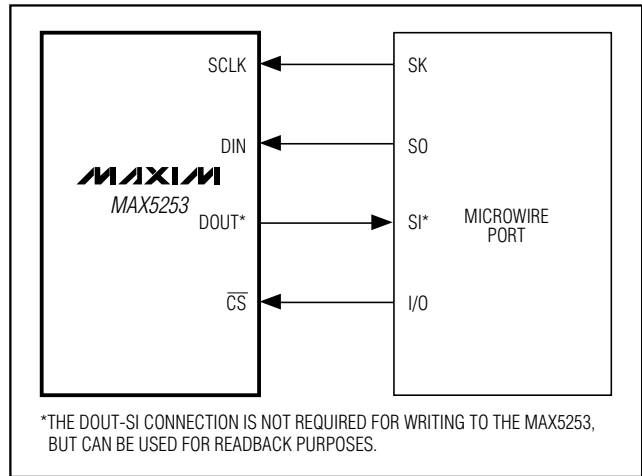 SCLK SK
DIN SO
MAXIM
MAX5253
DOUT* SI* MICROWIRE
PORT
C̅S̅ I/O
*THE DOUT-SI CONNECTION IS NOT REQUIRED FOR WRITING TO THE MAX5253,
BUT CAN BE USED FOR READBACK PURPOSES.